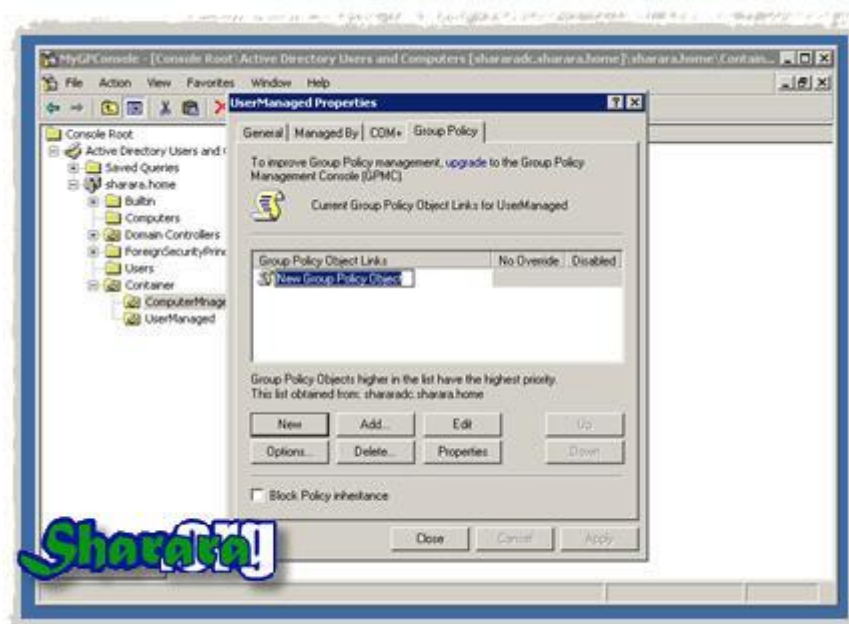 MyGPConsole - [Console Root\Active Directory Users and Computers [shararadc.sharara.home]\sharara.home\Contain...
File Action View Favorites Window Help
UserManaged Properties
Console Root
Active Directory Users and
Saved Queries
sharara.home
Builtin
Computers
Domain Controllers
ForeignSecurityPrinc
Users
Container
ComputerMnage
UserManaged
General Managed By COM+ Group Policy
To improve Group Policy management, upgrade to the Group Policy
Management Console (GPMC)
Current Group Policy Object Links for UserManaged
Group Policy Object Links No Override Disabled
New Group Policy Object
Group Policy Objects higher in the list have the highest priority.
This list obtained from: shararadc.sharara.home
New Add... Edit Up
Options... Delete... Properties Down
Block Policy inheritance
Close Cancel Apply
Sharara.org